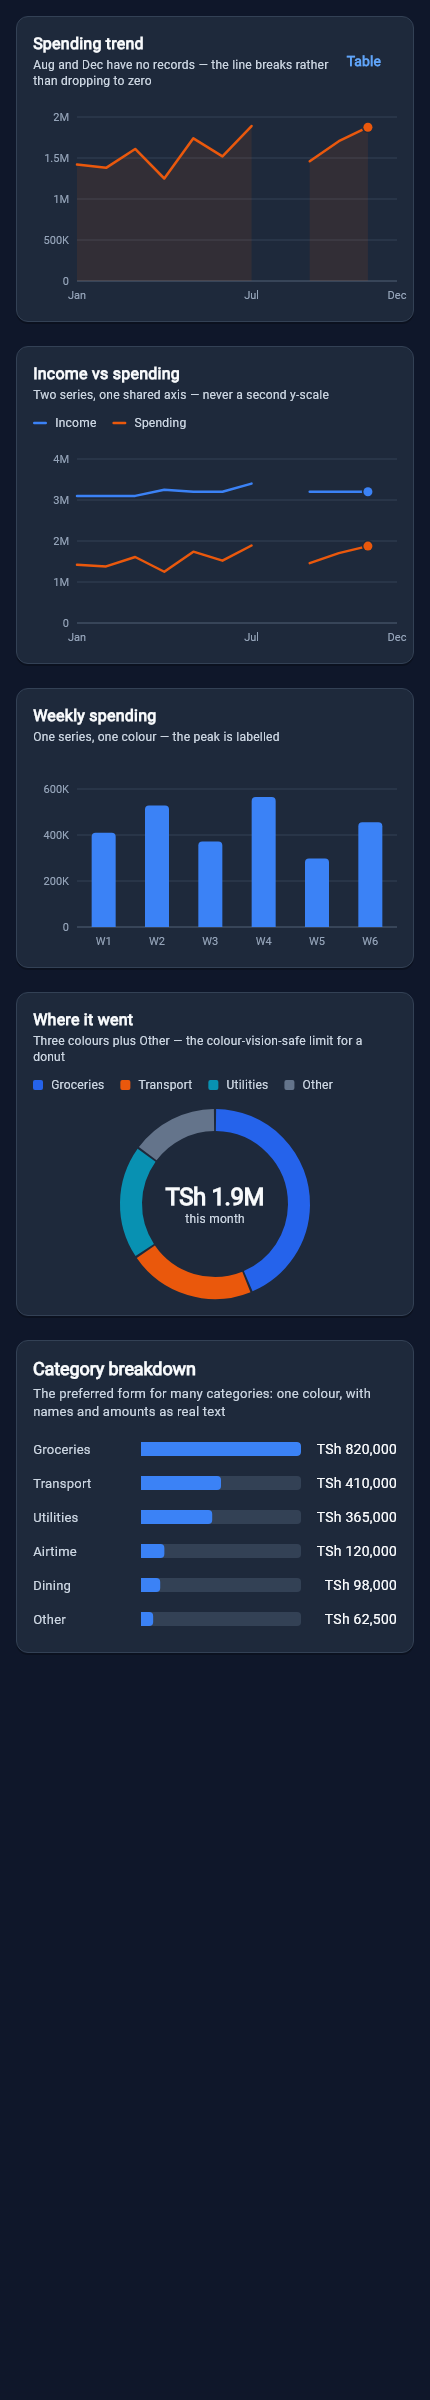 Spending trend
Aug and Dec have no records — the line breaks rather
than dropping to zero
Table
2M
1.5M
1M
500K
0
Jan Jul Dec
Income vs spending
Two series, one shared axis — never a second y-scale
Income Spending
4M
3M
2M
1M
0
Jan Jul Dec
Weekly spending
One series, one colour — the peak is labelled
600K
400K
200K
0
W1 W2 W3 W4 W5 W6
Where it went
Three colours plus Other — the colour-vision-safe limit for a
donut
Groceries Transport Utilities Other
TSh 1.9M
this month
Category breakdown
The preferred form for many categories: one colour, with
names and amounts as real text
Groceries TSh 820,000
Transport TSh 410,000
Utilities TSh 365,000
Airtime TSh 120,000
Dining TSh 98,000
Other TSh 62,500